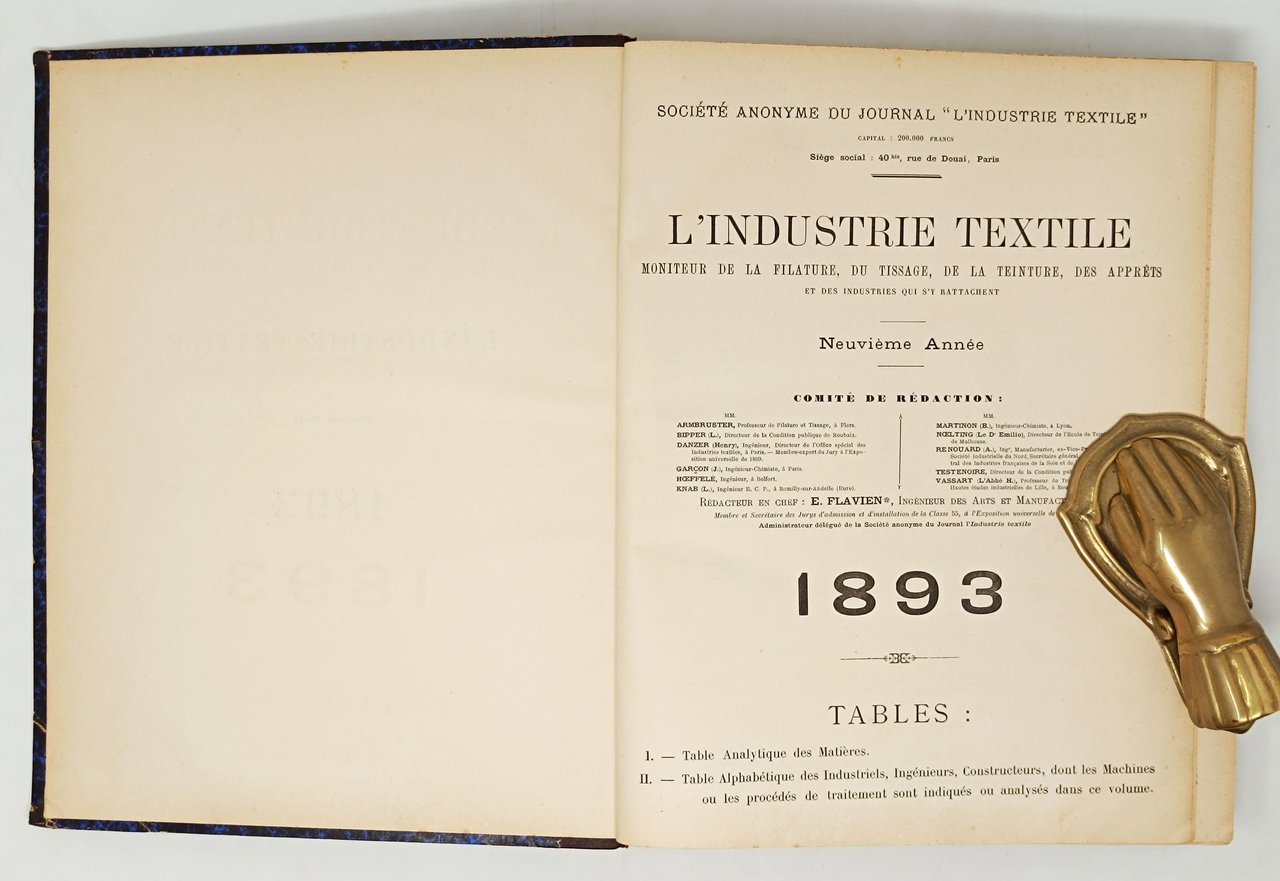 SOCIÉTÉ ANONYME DU JOURNAL "L'INDUSTRIE TEXTILE"
CAPITAL : 200.000 FRANCS
Siège social : 40 bis, rue de Douai, Paris
L'INDUSTRIE TEXTILE
MONITEUR DE LA FILATURE, DU TISSAGE, DE LA TEINTURE, DES APPRÊTS
ET DES INDUSTRIES QUI S'Y RATTACHENT
Neuvième Année
COMITÉ DE RÉDACTION :
MM.
ARMBRUSTER, Professeur de Filature et Tissage, à Flers.
BIPPER (L.), Directeur de la Condition publique de Roubaix.
DANZER (Henry), Ingénieur, Directeur de l'Office spécial des
Industries textiles, à Paris. — Membre-expert du Jury à l'Expo-
sition universelle de 1889.
GARÇON (J.), Ingénieur-Chimiste, à Paris.
HŒFFELÉ, Ingénieur, à Belfort.
KNAB (L.), Ingénieur E. C. P., à Romilly-sur-Andelle (Eure).
MM.
MARTINON (B.), Ingénieur-Chimiste, à Lyon.
NŒLTING (Le Dr Emilio), Directeur de l'École de
de Mulhouse.
RENOUARD (A.), Ingr, Manufacturier,
Société industrielle du Nord, Secrétaire général
tral des Industries françaises de la Soie et de
TESTENOIRE, Directeur de la Condition
VASSART (L'Abbé H.), Professeur de
Hautes études industrielles de Lille, à
RÉDACTEUR EN CHEF : E. FLAVIEN*, INGÉNIEUR DES ARTS ET
Membre et Secrétaire des Jurys d'admission et d'installation de la Classe 55, à l'Exposition universelle de
Administrateur délégué de la Société anonyme du Journal l'Industrie textile
1893
TABLES :
I. — Table Analytique des Matières.
II. — Table Alphabétique des Industriels, Ingénieurs, Constructeurs, dont les Machines
ou les procédés de traitement sont indiqués ou analysés dans ce volume.